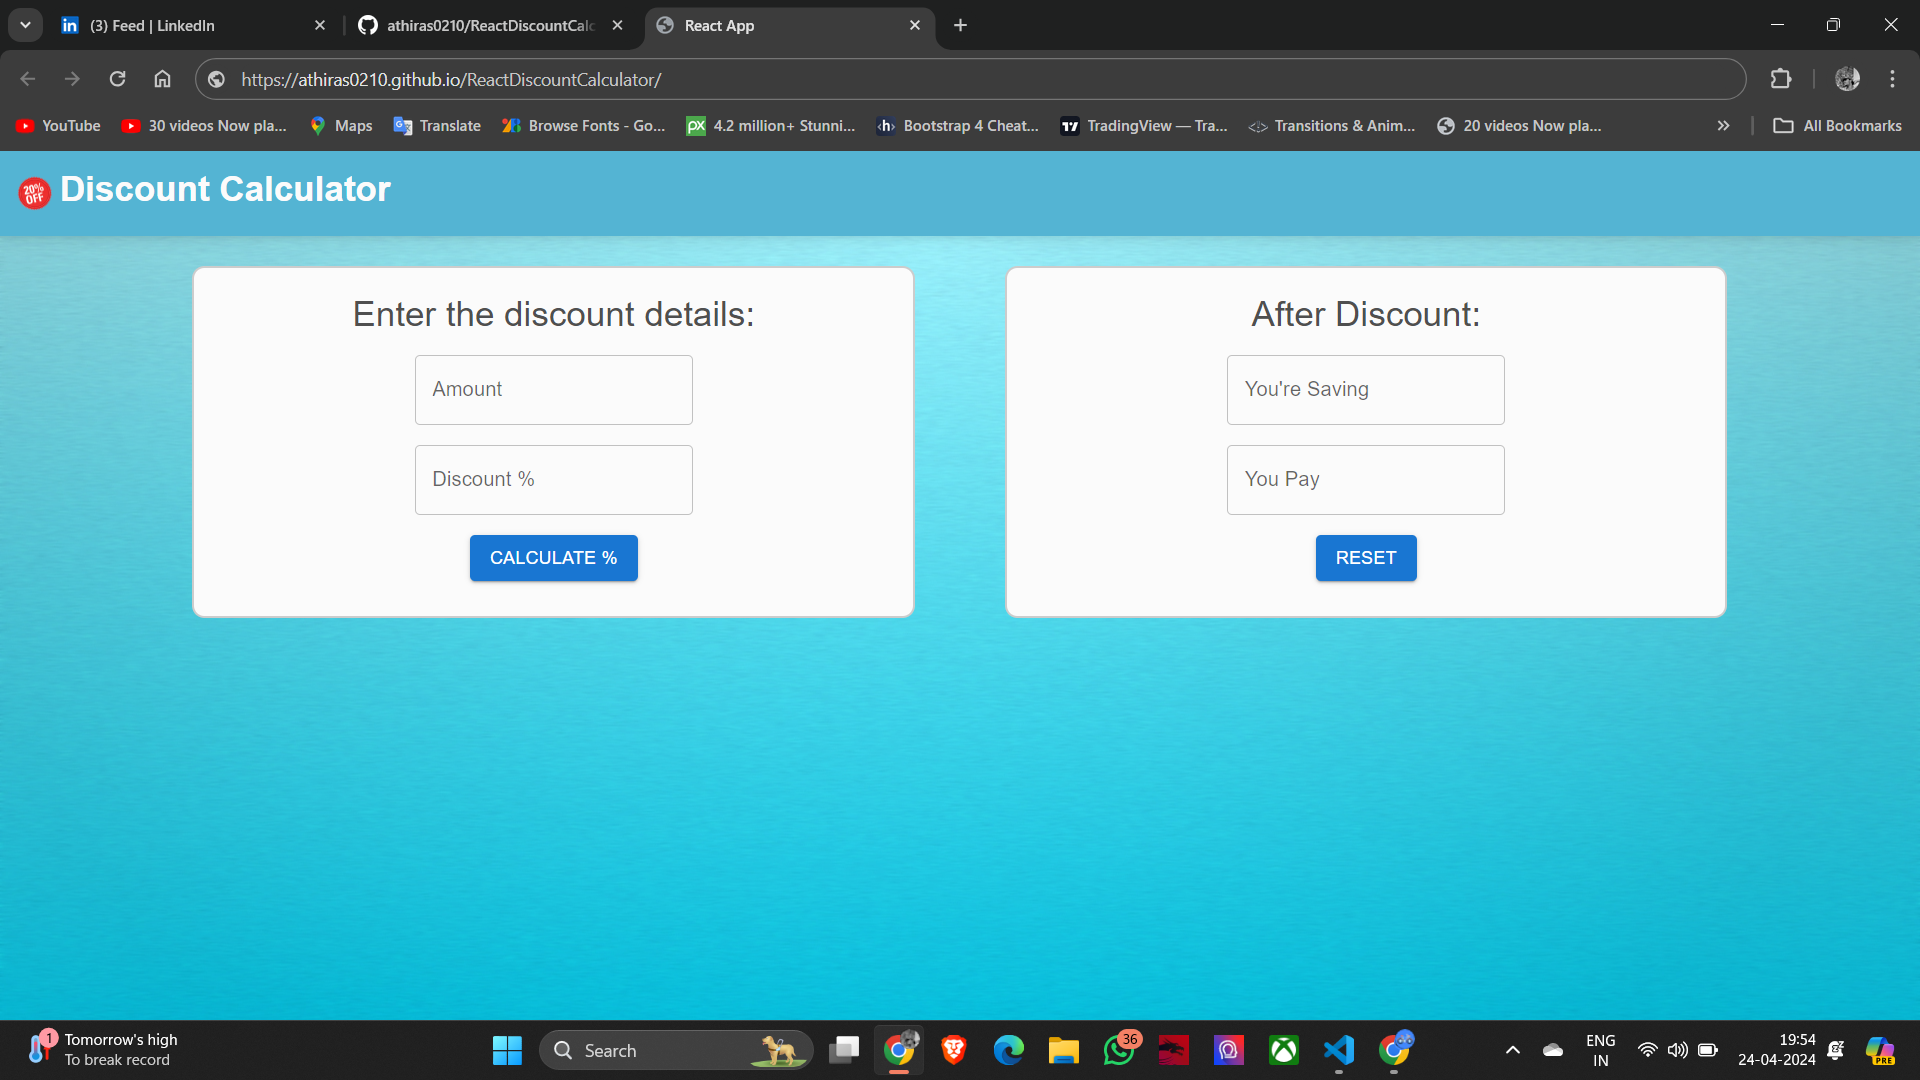 (3) Feed | LinkedIn
athiras0210/ReactDiscountCalc
React App
https://athiras0210.github.io/ReactDiscountCalculator/
YouTube
30 videos Now pla...
Maps
Translate
Browse Fonts - Go...
4.2 million+ Stunni...
Bootstrap 4 Cheat...
TradingView — Tra...
Transitions & Anim...
20 videos Now pla...
All Bookmarks
20%
OFF
Discount Calculator
Enter the discount details:
Amount
Discount %
CALCULATE %
After Discount:
You're Saving
You Pay
RESET
1
Tomorrow's high
To break record
Search
36
ENG
IN
19:54
24-04-2024
PRE